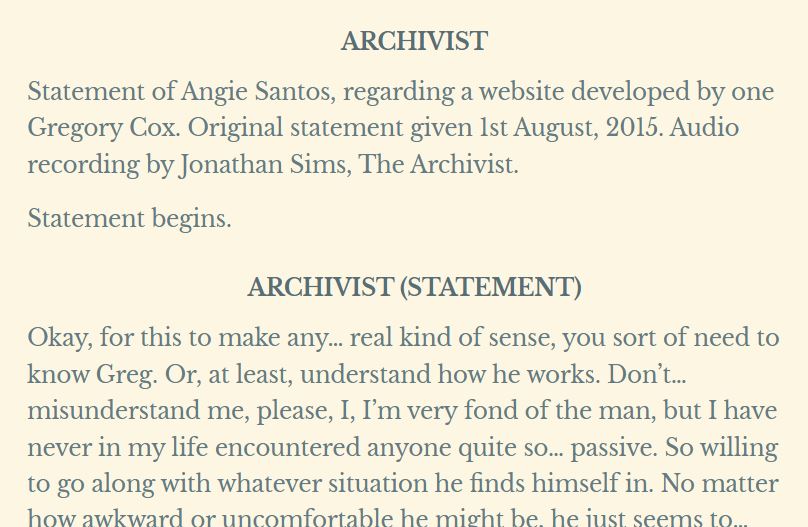 ARCHIVIST
Statement of Angie Santos, regarding a website developed by one
Gregory Cox. Original statement given 1st August, 2015. Audio
recording by Jonathan Sims, The Archivist.
Statement begins.
ARCHIVIST (STATEMENT)
Okay, for this to make any… real kind of sense, you sort of need to
know Greg. Or, at least, understand how he works. Don’t…
misunderstand me, please, I, I’m very fond of the man, but I have
never in my life encountered anyone quite so… passive. So willing
to go along with whatever situation he finds himself in. No matter
how awkward or uncomfortable he might be, he just seems to…